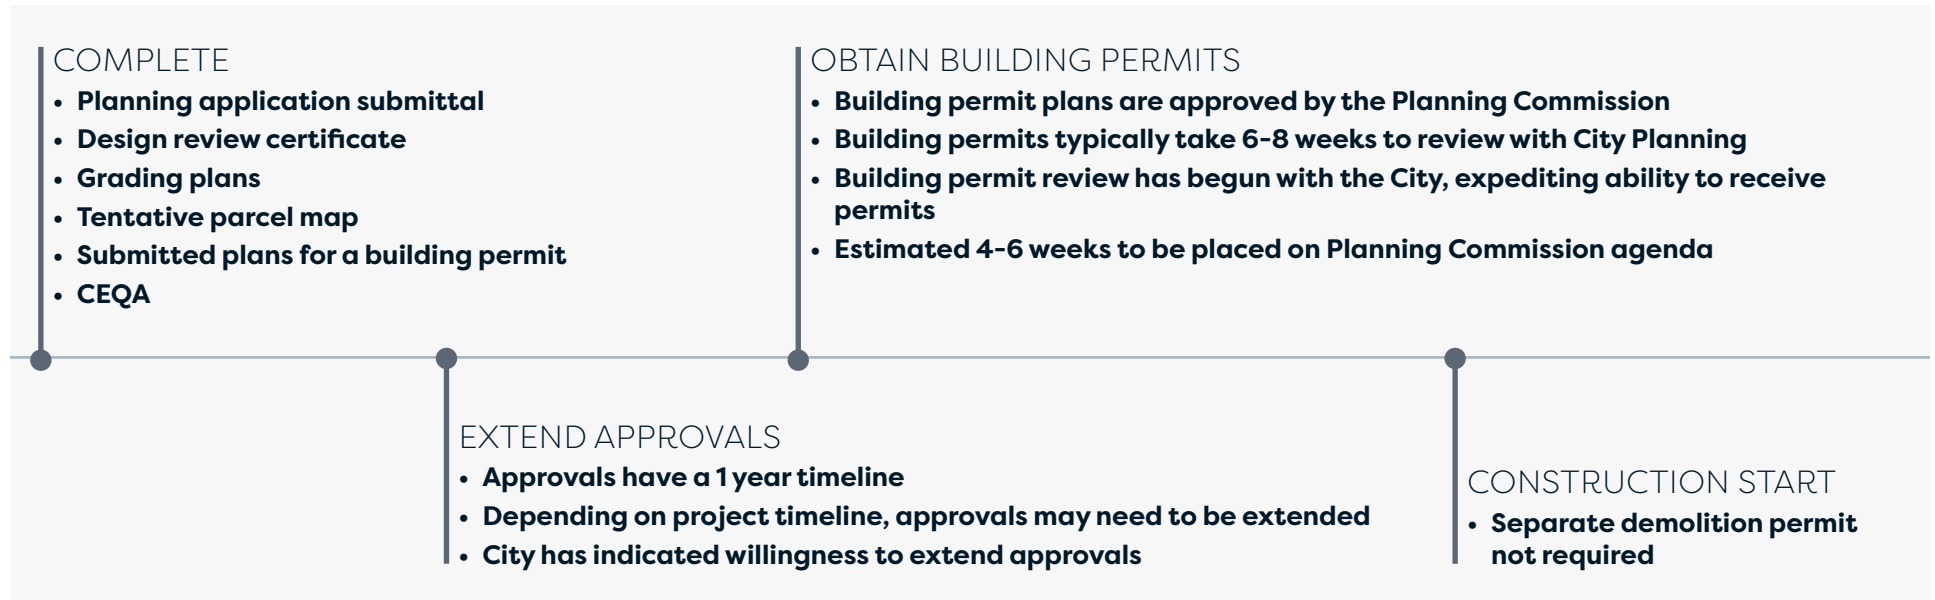 COMPLETE
• Planning application submittal
• Design review certificate
• Grading plans
• Tentative parcel map
• Submitted plans for a building permit
• CEQA
OBTAIN BUILDING PERMITS
• Building permit plans are approved by the Planning Commission
• Building permits typically take 6-8 weeks to review with City Planning
• Building permit review has begun with the City, expediting ability to receive
permits
• Estimated 4-6 weeks to be placed on Planning Commission agenda
EXTEND APPROVALS
• Approvals have a 1 year timeline
• Depending on project timeline, approvals may need to be extended
• City has indicated willingness to extend approvals
CONSTRUCTION START
• Separate demolition permit
not required